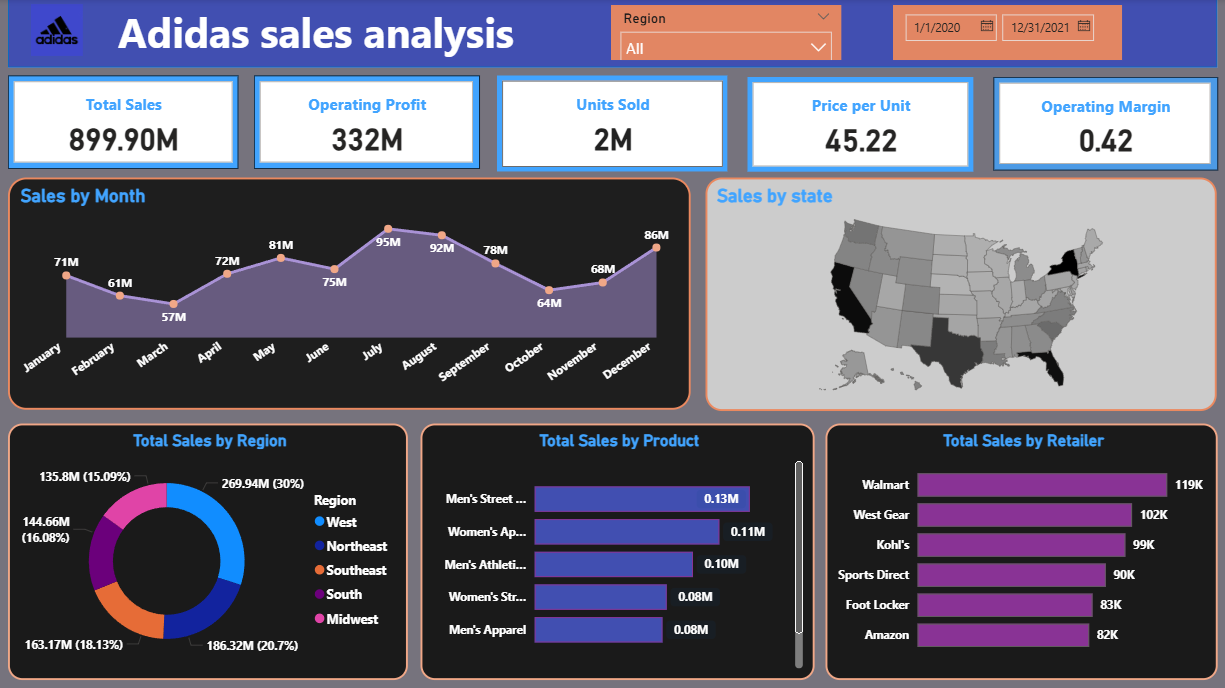 adidas
Adidas sales analysis
Region
All
1/1/2020
12/31/2021
Total Sales
899.90M
Operating Profit
332M
Units Sold
2M
Price per Unit
45.22
Operating Margin
0.42
Sales by Month
71M
61M
57M
72M
81M
75M
95M
92M
78M
64M
68M
86M
January
February
March
April
May
June
July
August
September
October
November
December
Sales by state
Total Sales by Region
135.8M (15.09%)
269.94M (30%)
144.66M
(16.08%)
163.17M (18.13%)
186.32M (20.7%)
Region
West
Northeast
Southeast
South
Midwest
Total Sales by Product
Men's Street ... 0.13M
Women's Ap... 0.11M
Men's Athleti... 0.10M
Women's Str... 0.08M
Men's Apparel 0.08M
Total Sales by Retailer
Walmart 119K
West Gear 102K
Kohl's 99K
Sports Direct 90K
Foot Locker 83K
Amazon 82K